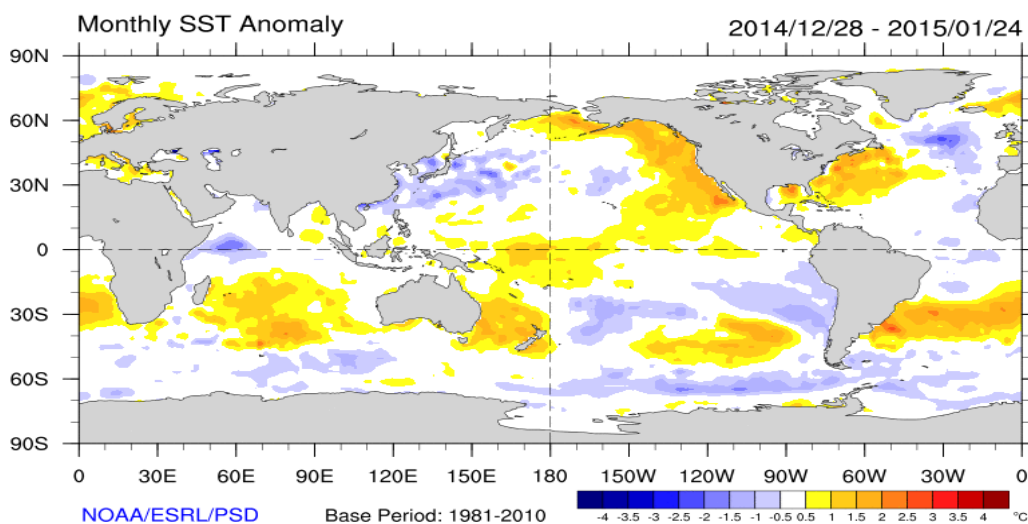 Monthly SST Anomaly 2014/12/28 - 2015/01/24
90N
60N
30N
0
30S
60S
90S
0 30E 60E 90E 120E 150E 180 150W 120W 90W 60W 30W 0
NOAA/ESRL/PSD Base Period: 1981-2010
-4 -3.5 -3 -2.5 -2 -1.5 -1 -0.5 0.5 1 1.5 2 2.5 3 3.5 4 °C